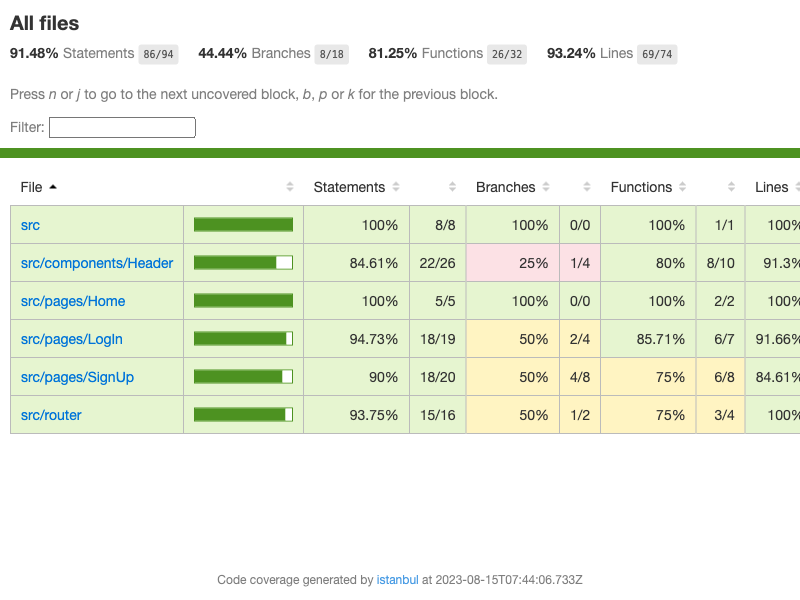 All files
91.48% Statements 86/94 44.44% Branches 8/18 81.25% Functions 26/32 93.24% Lines 69/74
Press n or j to go to the next uncovered block, b, p or k for the previous block.
Filter:
File Statements Branches Functions Lines
src 100% 8/8 100% 0/0 100% 1/1 100%
src/components/Header 84.61% 22/26 25% 1/4 80% 8/10 91.3%
src/pages/Home 100% 5/5 100% 0/0 100% 2/2 100%
src/pages/LogIn 94.73% 18/19 50% 2/4 85.71% 6/7 91.66%
src/pages/SignUp 90% 18/20 50% 4/8 75% 6/8 84.61%
src/router 93.75% 15/16 50% 1/2 75% 3/4 100%
Code coverage generated by istanbul at 2023-08-15T07:44:06.733Z